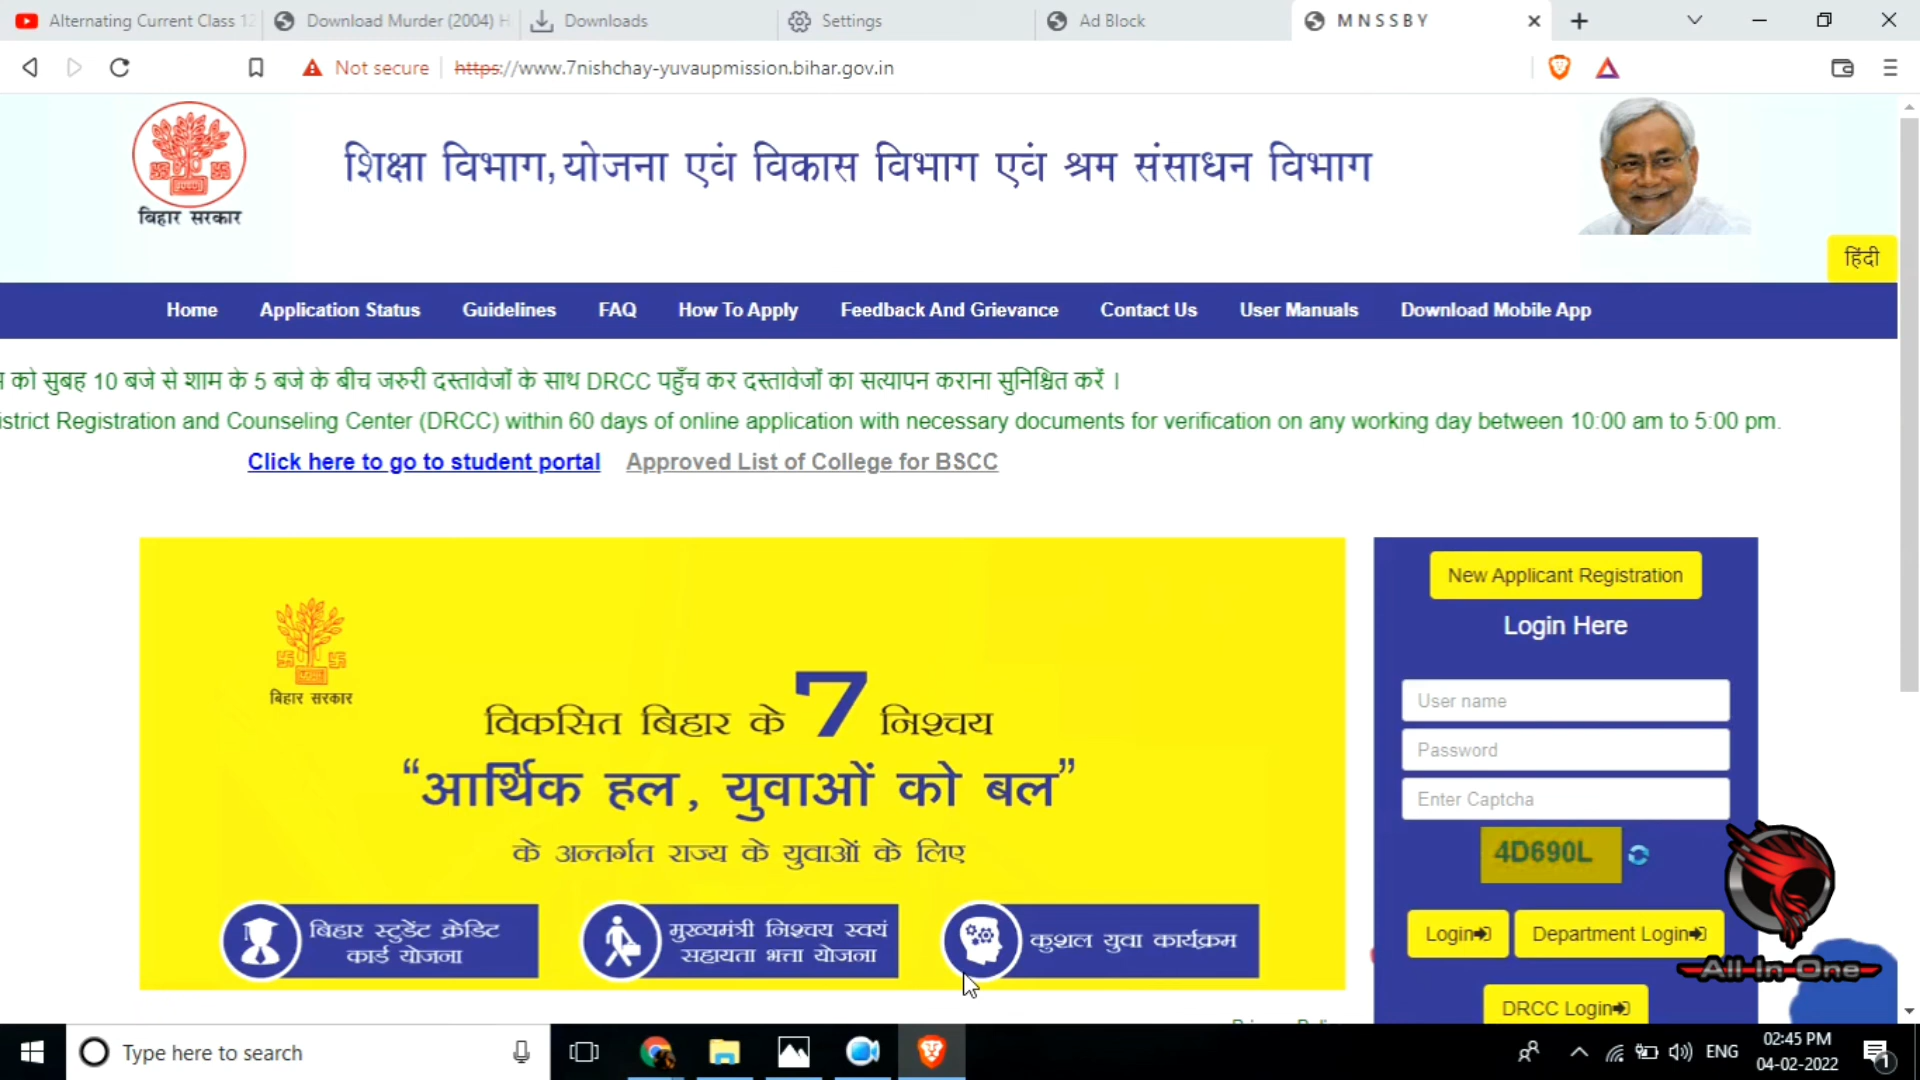 Alternating Current Class 12
Download Murder (2004) H
Downloads
Settings
Ad Block
M N S S B Y
Not secure
https://www.7nishchay-yuvaupmission.bihar.gov.in
बिहार सरकार
शिक्षा विभाग, योजना एवं विकास विभाग एवं श्रम संसाधन विभाग
हिंदी
Home
Application Status
Guidelines
FAQ
How To Apply
Feedback And Grievance
Contact Us
User Manuals
Download Mobile App
को सुबह 10 बजे से शाम के 5 बजे के बीच जरुरी दस्तावेजों के साथ DRCC पहुँच कर दस्तावेजों का सत्यापन कराना सुनिश्चित करें ।
istrict Registration and Counseling Center (DRCC) within 60 days of online application with necessary documents for verification on any working day between 10:00 am to 5:00 pm.
Click here to go to student portal
Approved List of College for BSCC
बिहार सरकार
विकसित बिहार के 7 निश्चय
“आर्थिक हल, युवाओं को बल”
के अन्तर्गत राज्य के युवाओं के लिए
बिहार स्टुडेंट क्रेडिट
कार्ड योजना
मुख्यमंत्री निश्चय स्वयं
सहायता भत्ता योजना
कुशल युवा कार्यक्रम
New Applicant Registration
Login Here
User name
Password
Enter Captcha
4D690L
Login
Department Login
DRCC Login
All In One
Type here to search
ENG
02:45 PM
04-02-2022
1